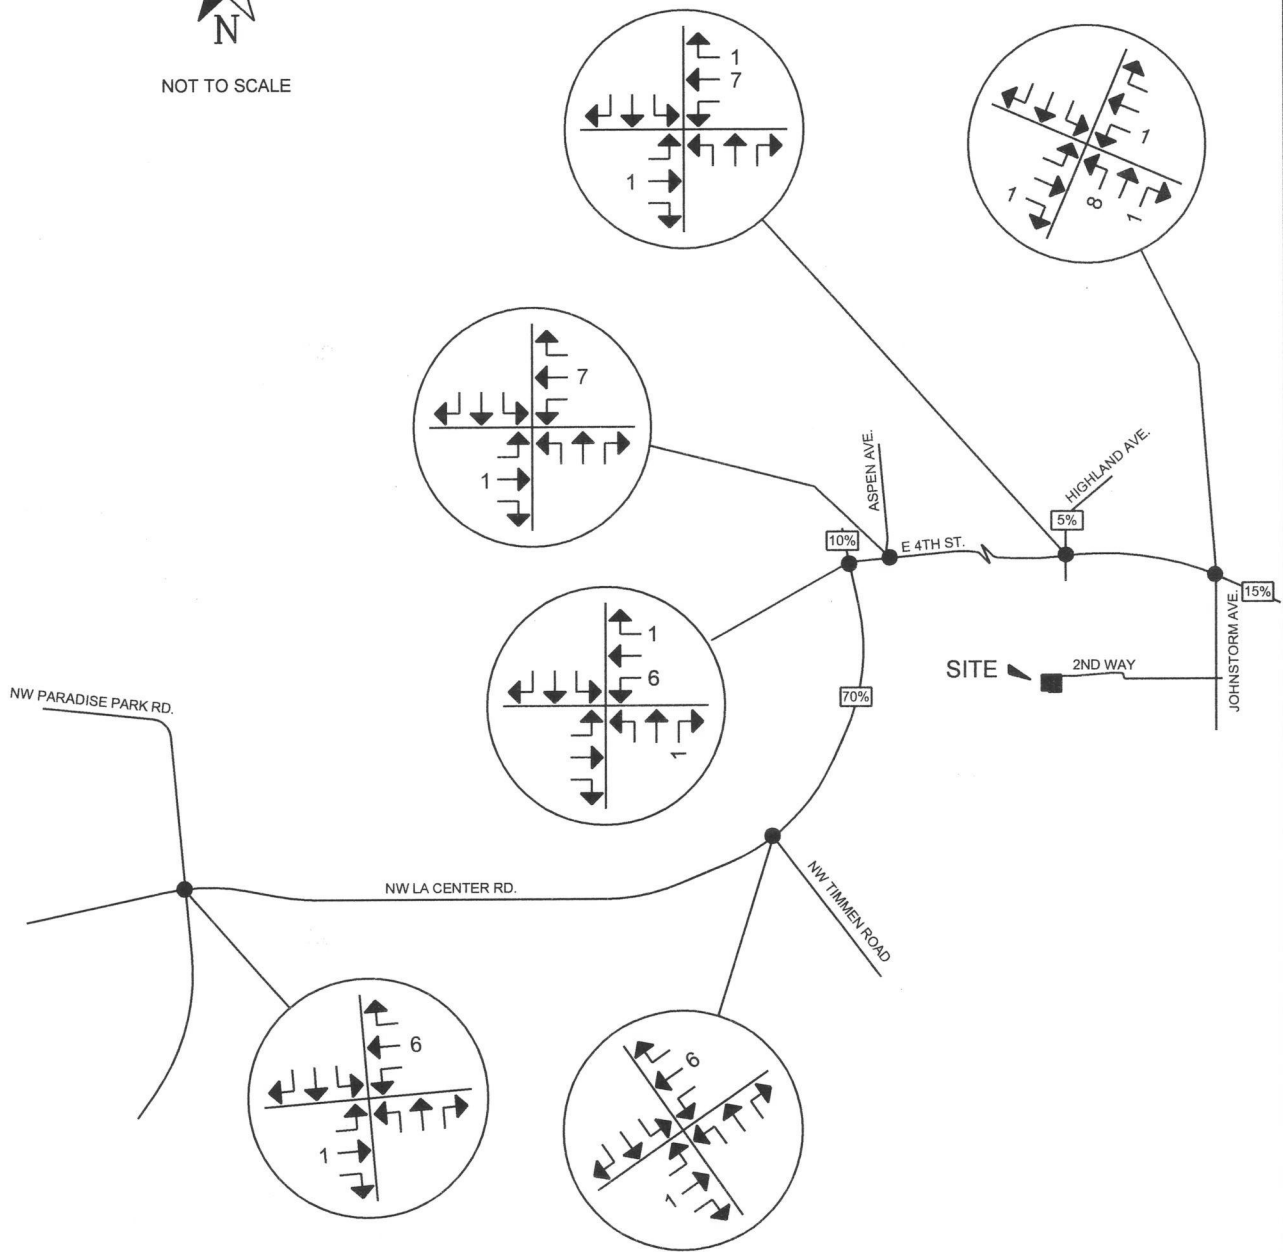 N
NOT TO SCALE
1
7
1
1
1
8
1
7
1
ASPEN AVE.
HIGHLAND AVE.
5%
10%
E 4TH ST.
15%
JOHNSTORM AVE.
SITE
2ND WAY
1
6
1
70%
NW PARADISE PARK RD.
NW LA CENTER RD.
NW TIMMEN ROAD
6
1
6
1